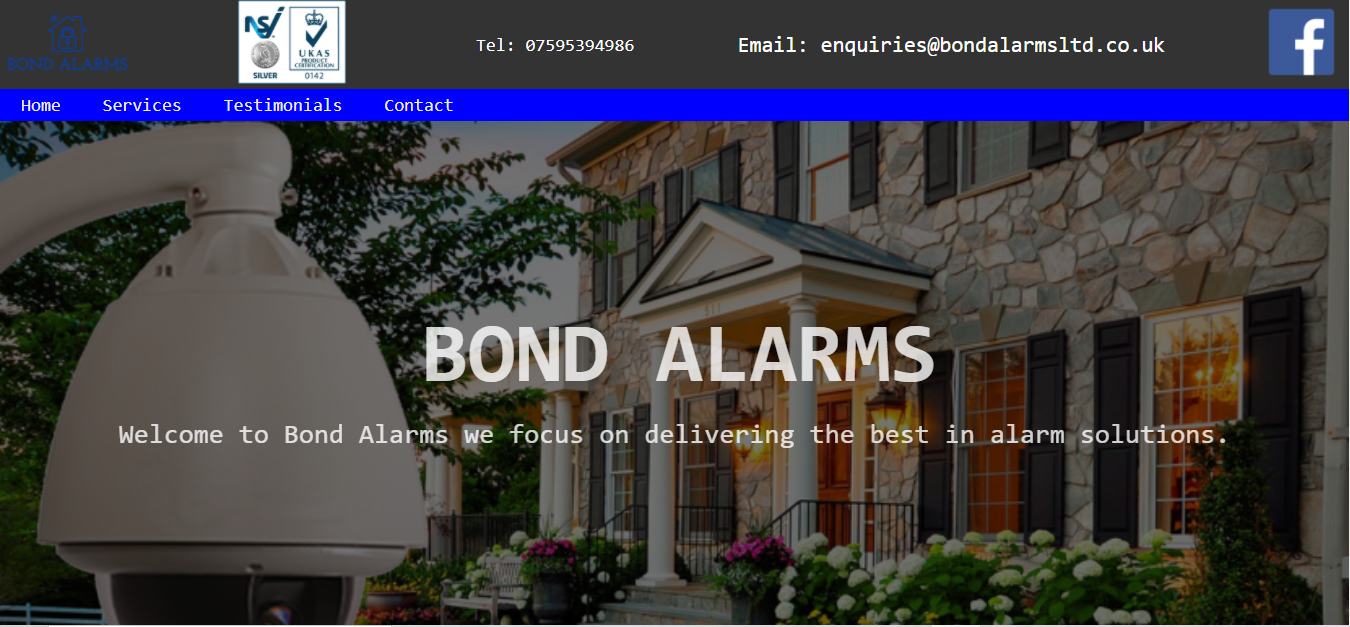 BOND ALARMS
NSI
SILVER
UKAS
PRODUCT
CERTIFICATION
0142
Tel: 07595394986
Email: enquiries@bondalarmsltd.co.uk
f
Home Services Testimonials Contact
511
BOND ALARMS
Welcome to Bond Alarms we focus on delivering the best in alarm solutions.